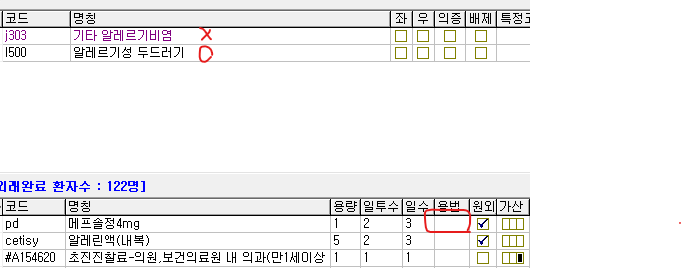 코드 명칭 좌 우 의증 배제 특정코
j303 기타 알레르기비염 X
l500 알레르기성 두드러기 O
외래완료 환자수 : 122명]
코드 명칭 용량 일투수 일수 용법 원외 가산
pd 메프솔정4mg 1 2 3
cetisy 알레린액(내복) 5 2 3
#A154620 초진진찰료-의원,보건의료원 내 의과(만1세이상 1 1 1